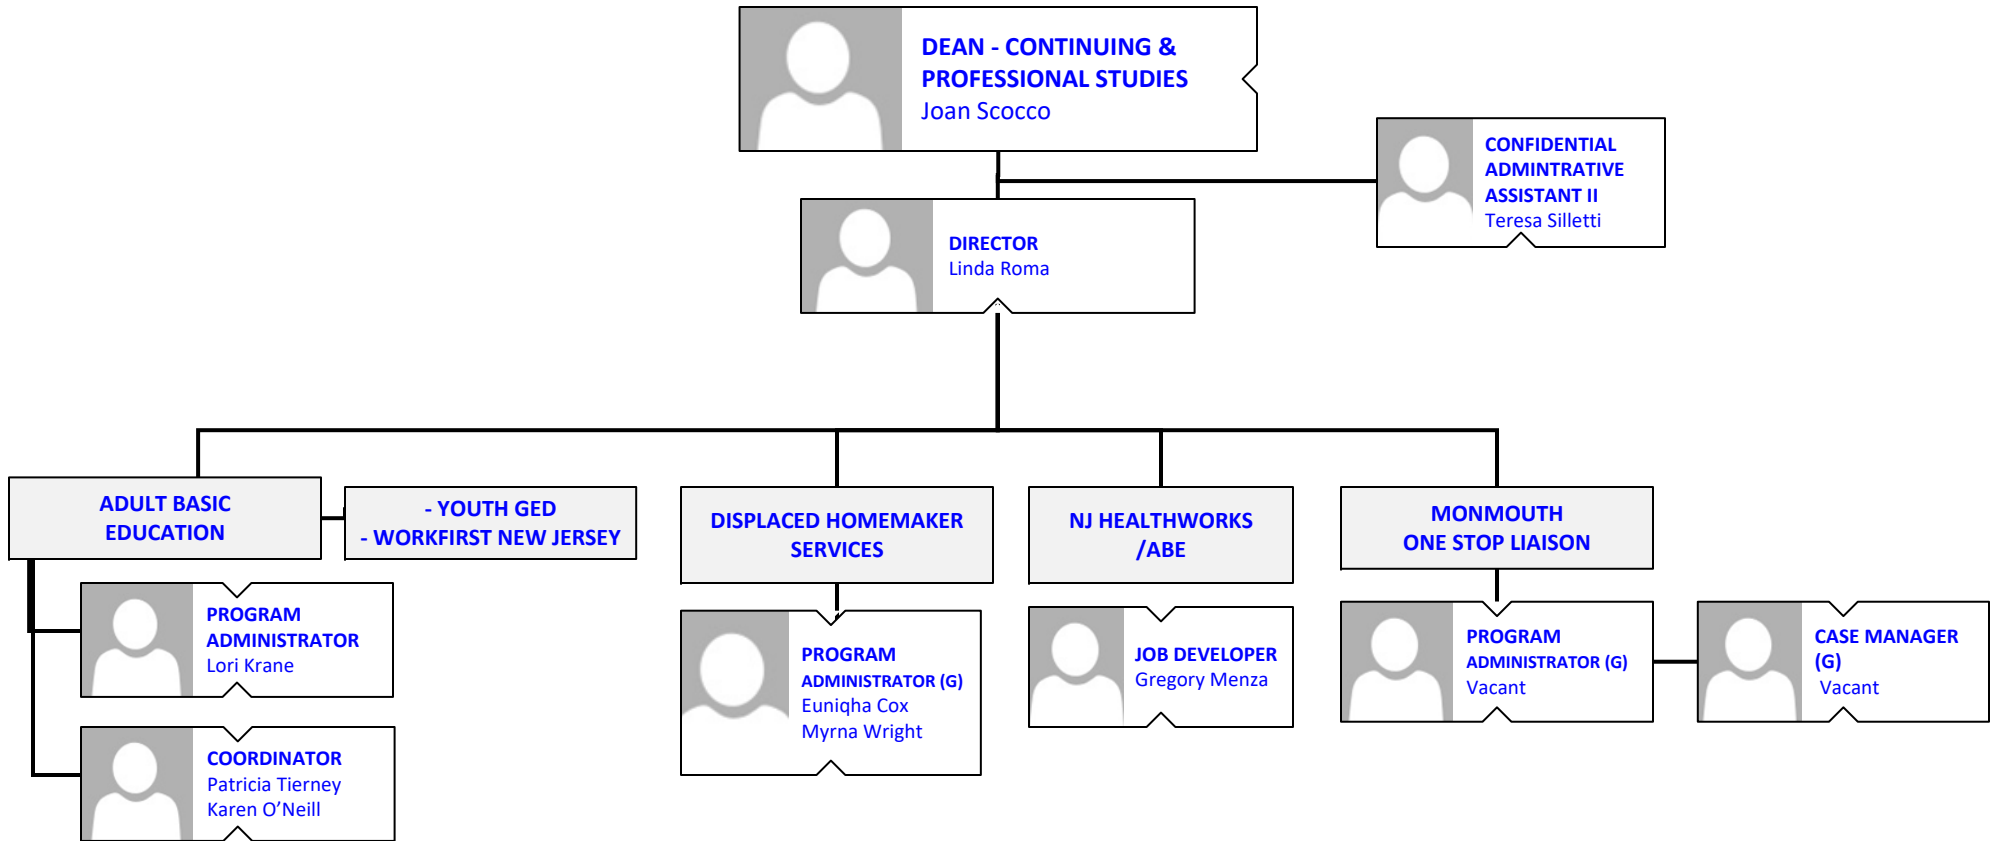 DEAN - CONTINUING &
PROFESSIONAL STUDIES
Joan Scocco
CONFIDENTIAL
ADMINTRATIVE
ASSISTANT II
Teresa Silletti
DIRECTOR
Linda Roma
ADULT BASIC
EDUCATION
- YOUTH GED
- WORKFIRST NEW JERSEY
DISPLACED HOMEMAKER
SERVICES
NJ HEALTHWORKS
/ABE
MONMOUTH
ONE STOP LIAISON
PROGRAM
ADMINISTRATOR
Lori Krane
COORDINATOR
Patricia Tierney
Karen O’Neill
PROGRAM
ADMINISTRATOR (G)
Euniqha Cox
Myrna Wright
JOB DEVELOPER
Gregory Menza
PROGRAM
ADMINISTRATOR (G)
Vacant
CASE MANAGER
(G)
Vacant